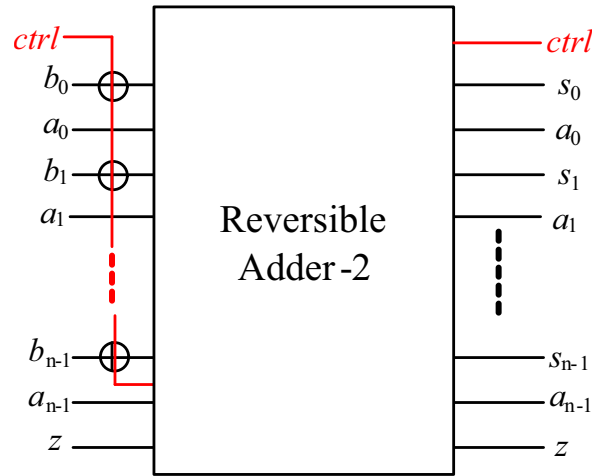 ctrl ctrl
b₀ s₀
a₀ a₀
b₁ s₁
a₁ a₁
Reversible
Adder-2
bₙ₋₁ sₙ₋₁
aₙ₋₁ aₙ₋₁
z z